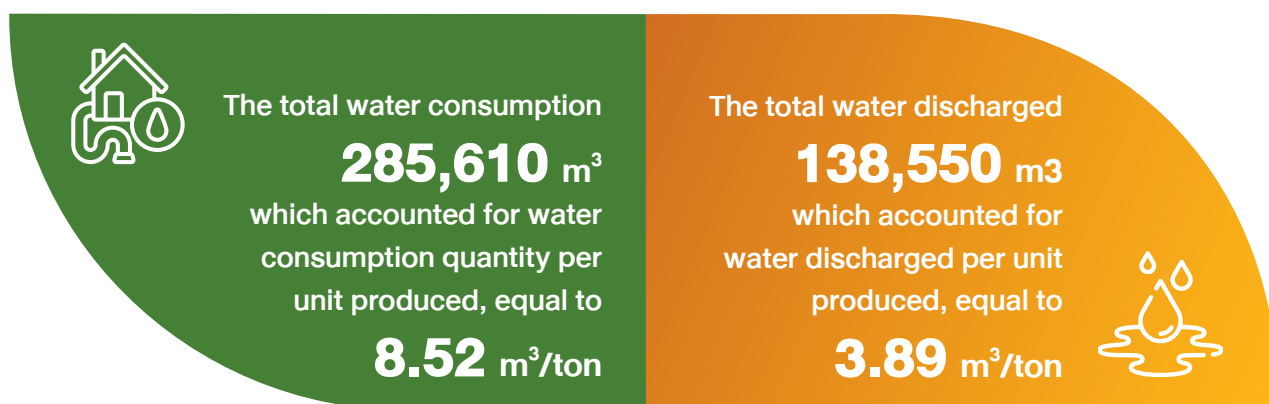 The total water consumption
285,610 m³
which accounted for water
consumption quantity per
unit produced, equal to
8.52 m³/ton
The total water discharged
138,550 m3
which accounted for
water discharged per unit
produced, equal to
3.89 m³/ton